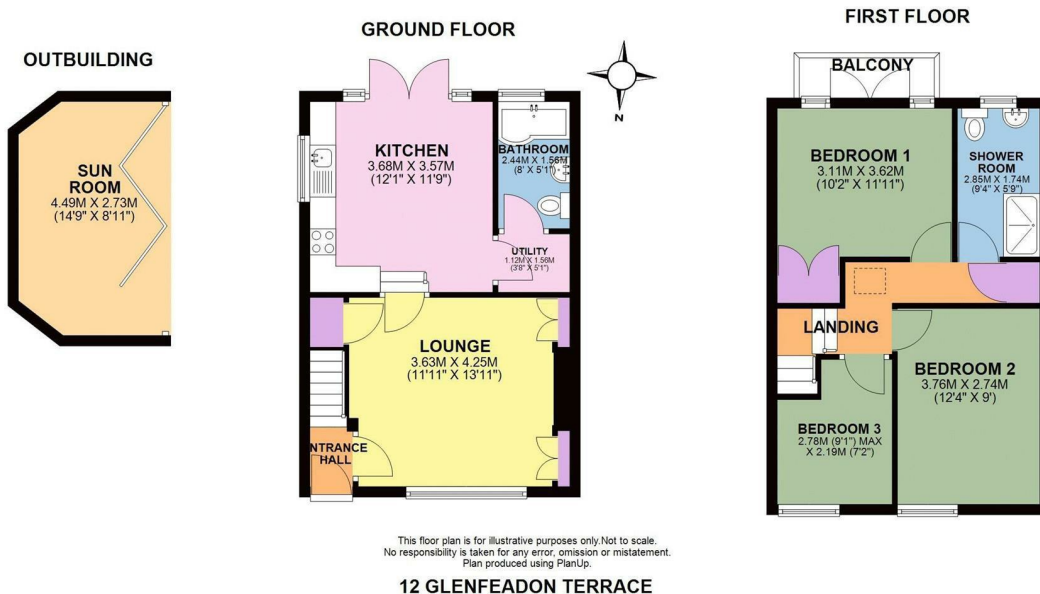 OUTBUILDING
SUN
ROOM
4.49M X 2.73M
(14'9" X 8'11")
GROUND FLOOR
N
KITCHEN
3.68M X 3.57M
(12'1" X 11'9")
BATHROOM
2.44M X 1.56M
(8' X 5'1")
UTILITY
1.12M X 1.56M
(3'8" X 5'1")
LOUNGE
3.63M X 4.25M
(11'11" X 13'11")
NTRANCE
HALL
FIRST FLOOR
BALCONY
BEDROOM 1
3.11M X 3.62M
(10'2" X 11'11")
SHOWER
ROOM
2.85M X 1.74M
(9'4" X 5'9")
LANDING
BEDROOM 2
3.76M X 2.74M
(12'4" X 9')
BEDROOM 3
2.78M (9'1") MAX
X 2.19M (7'2")
This floor plan is for illustrative purposes only.Not to scale.
No responsibility is taken for any error, omission or mistatement.
Plan produced using PlanUp.
12 GLENFEADON TERRACE